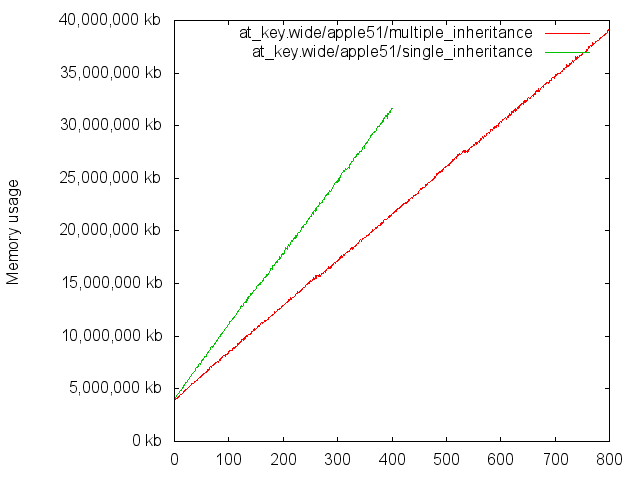 40,000,000 kb
at_key.wide/apple51/multiple_inheritance
at_key.wide/apple51/single_inheritance
35,000,000 kb
30,000,000 kb
25,000,000 kb
20,000,000 kb
15,000,000 kb
10,000,000 kb
5,000,000 kb
0 kb
Memory usage
0 100 200 300 400 500 600 700 800